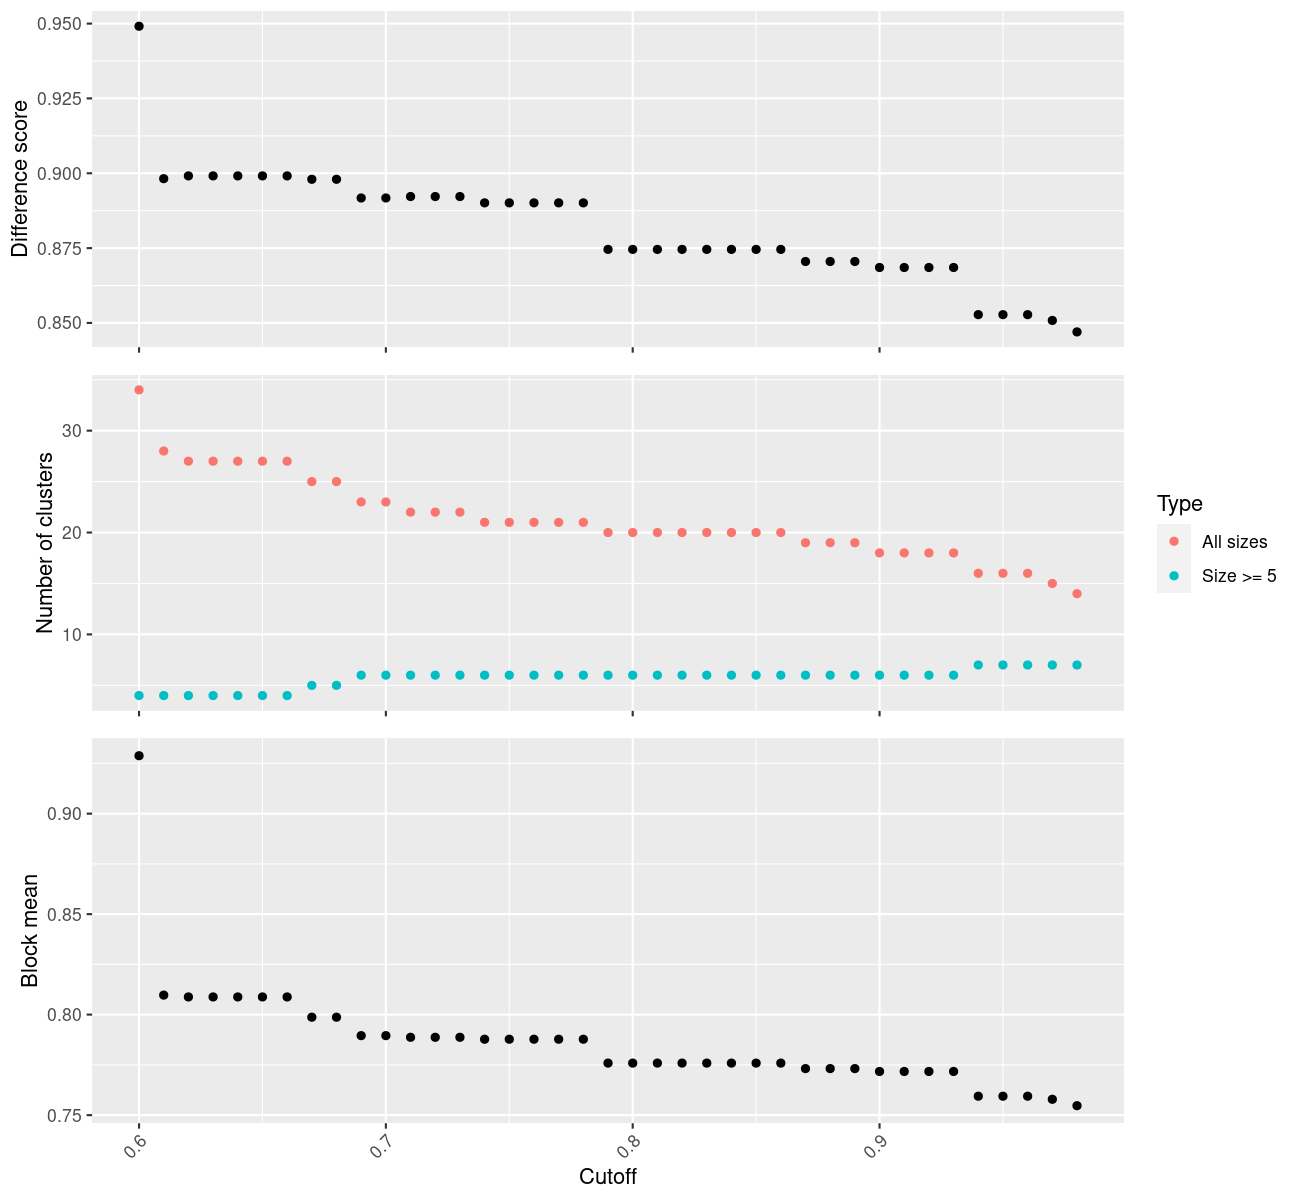 Difference score
0.950
0.925
0.900
0.875
0.850
Number of clusters
30
20
10
Type
All sizes
Size >= 5
Block mean
0.90
0.85
0.80
0.75
0.6
0.7
0.8
0.9
Cutoff